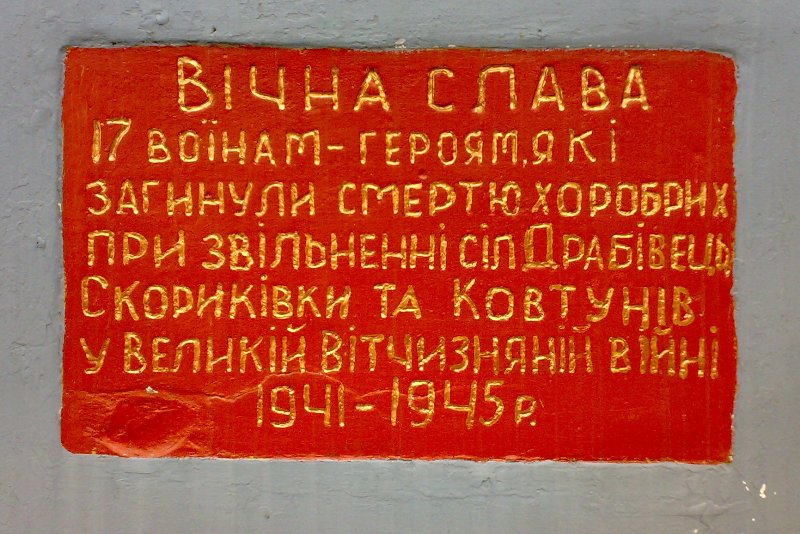 ВІЧНА СЛАВА
17 ВОЇНАМ-ГЕРОЯМ, ЯКІ
ЗАГИНУЛИ СМЕРТЮ ХОРОБРИХ
ПРИ ЗВІЛЬНЕННІ СІЛ ДРАБІВЕЦЬ,
СКОРИКІВКИ ТА КОВТУНІВ
У ВЕЛИКІЙ ВІТЧИЗНЯНІЙ ВІЙНІ
1941-1945 р.